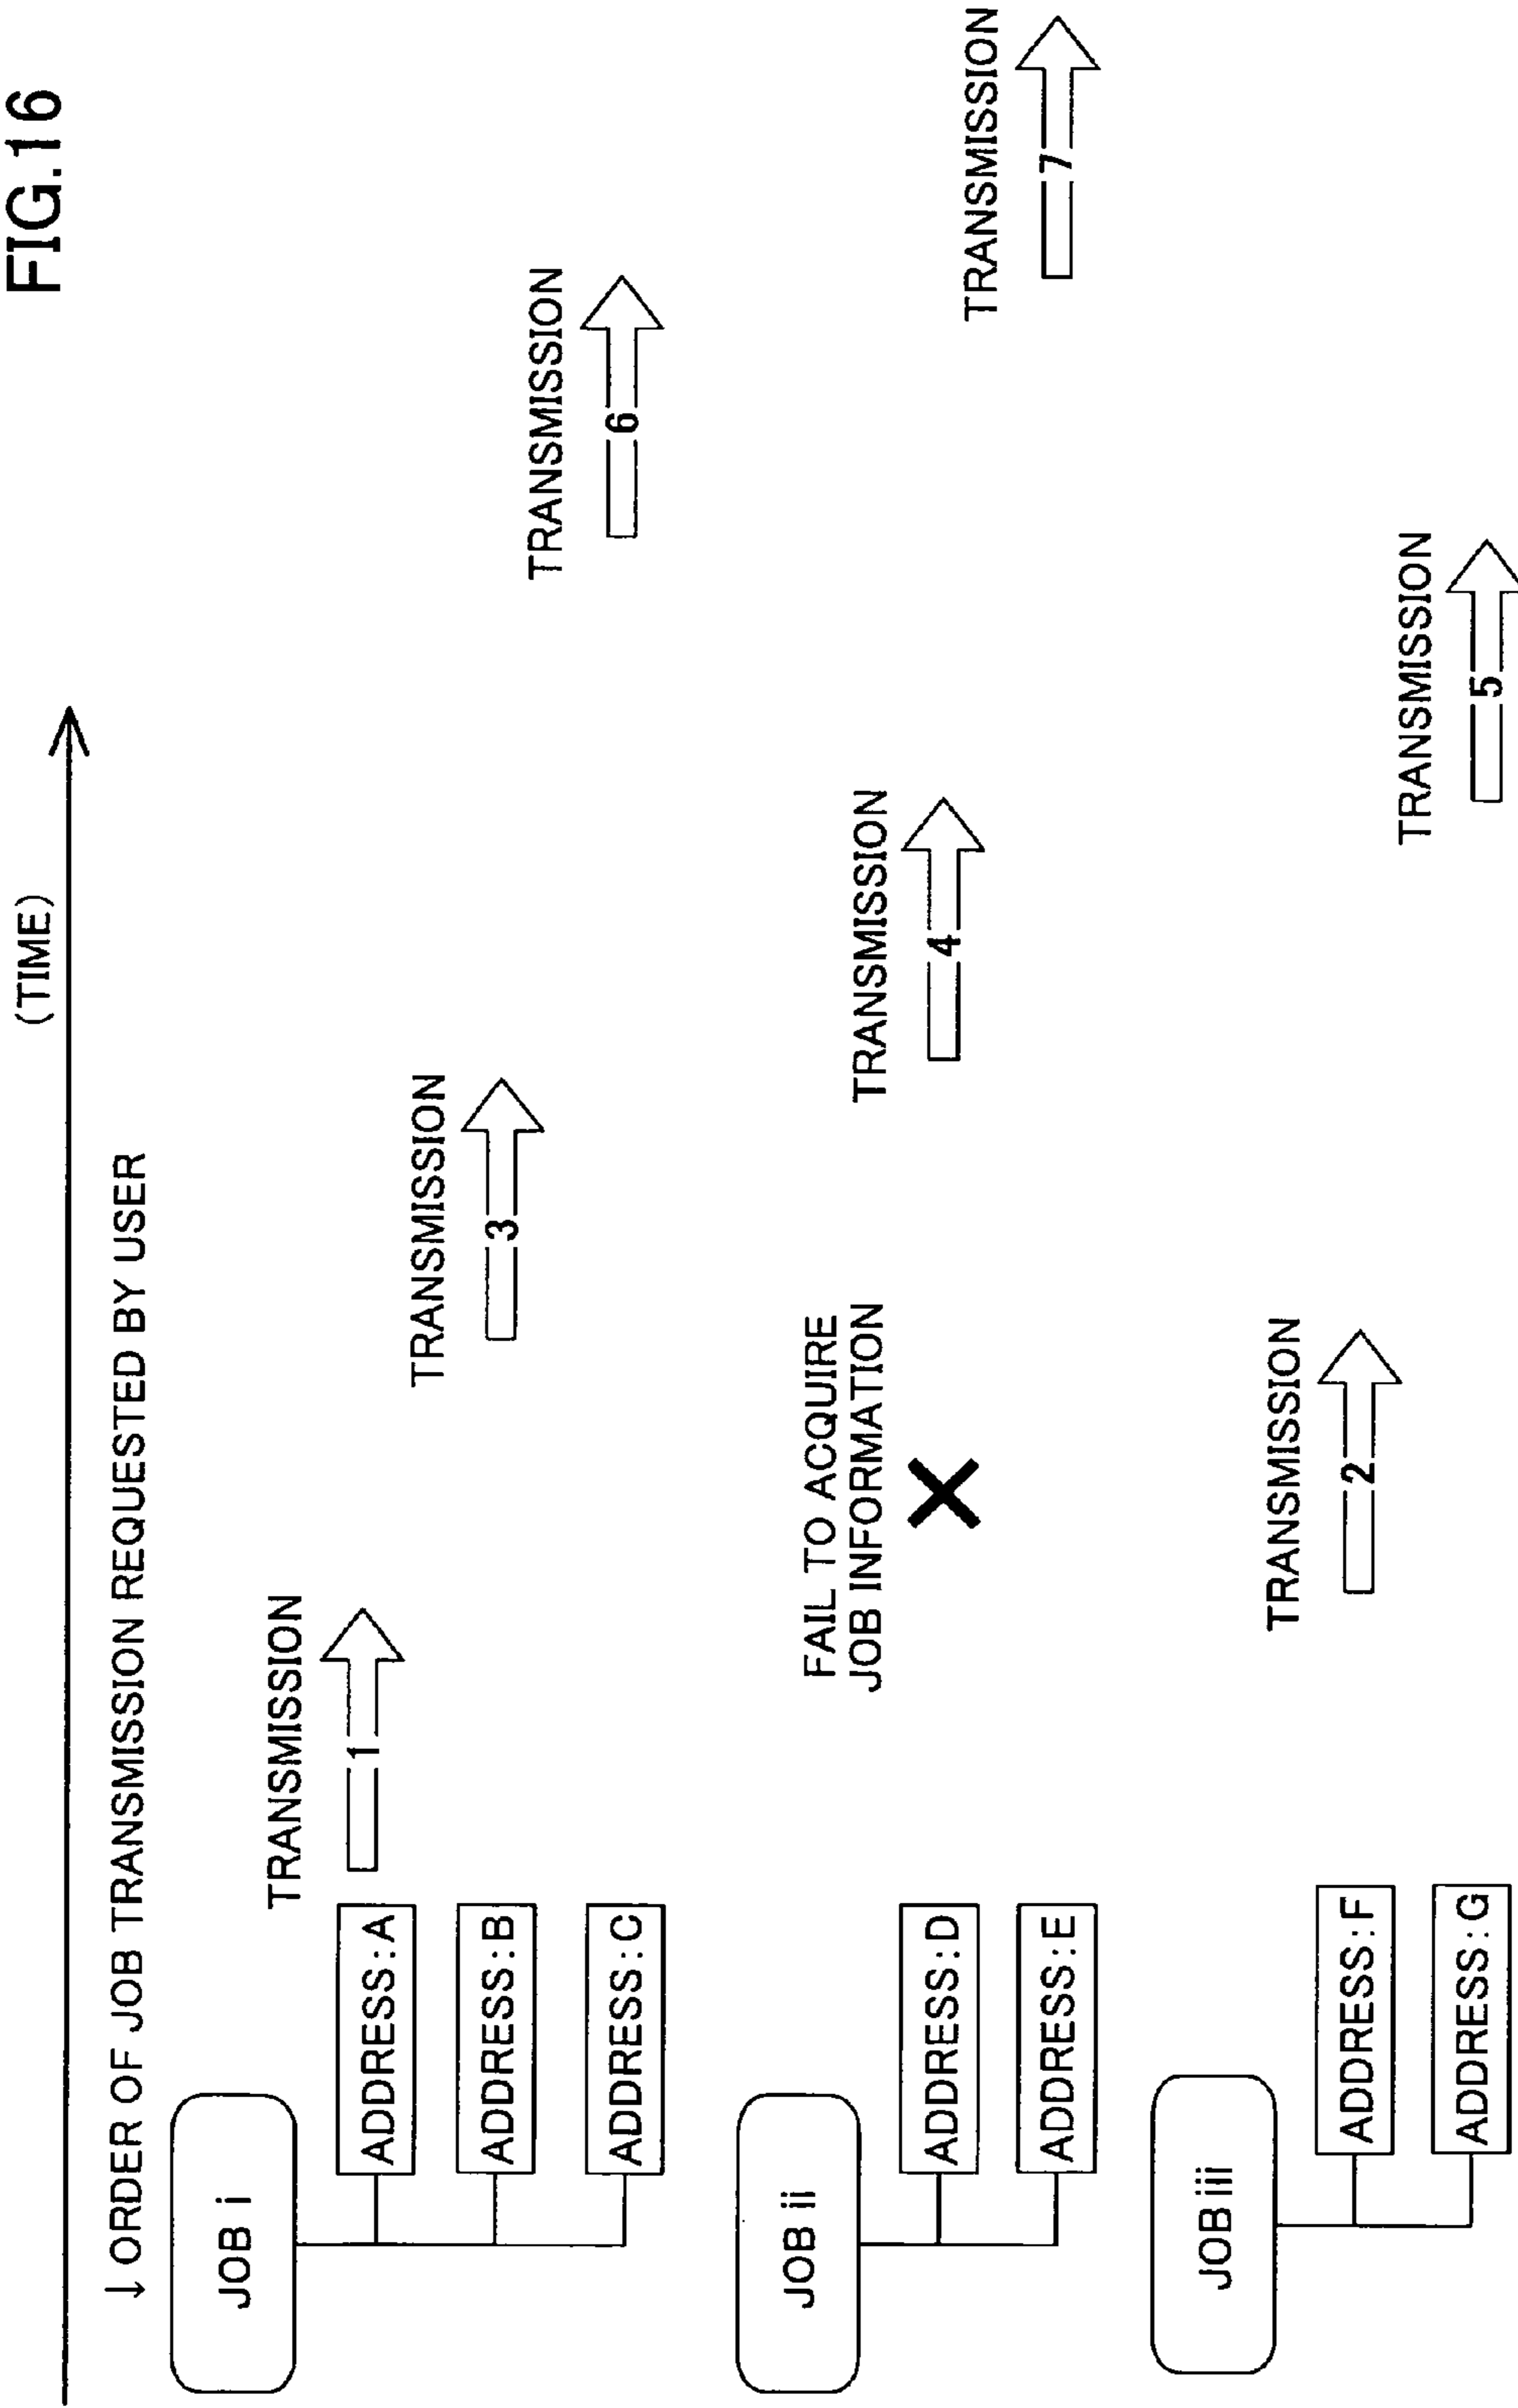 FIG.16
(TIME)
↓ ORDER OF JOB TRANSMISSION REQUESTED BY USER
JOB i
ADDRESS:A
ADDRESS:B
ADDRESS:C
TRANSMISSION
1
TRANSMISSION
3
TRANSMISSION
6
JOB ii
ADDRESS:D
ADDRESS:E
FAIL TO ACQUIRE
JOB INFORMATION
TRANSMISSION
4
TRANSMISSION
7
JOB iii
ADDRESS:F
ADDRESS:G
TRANSMISSION
2
TRANSMISSION
5